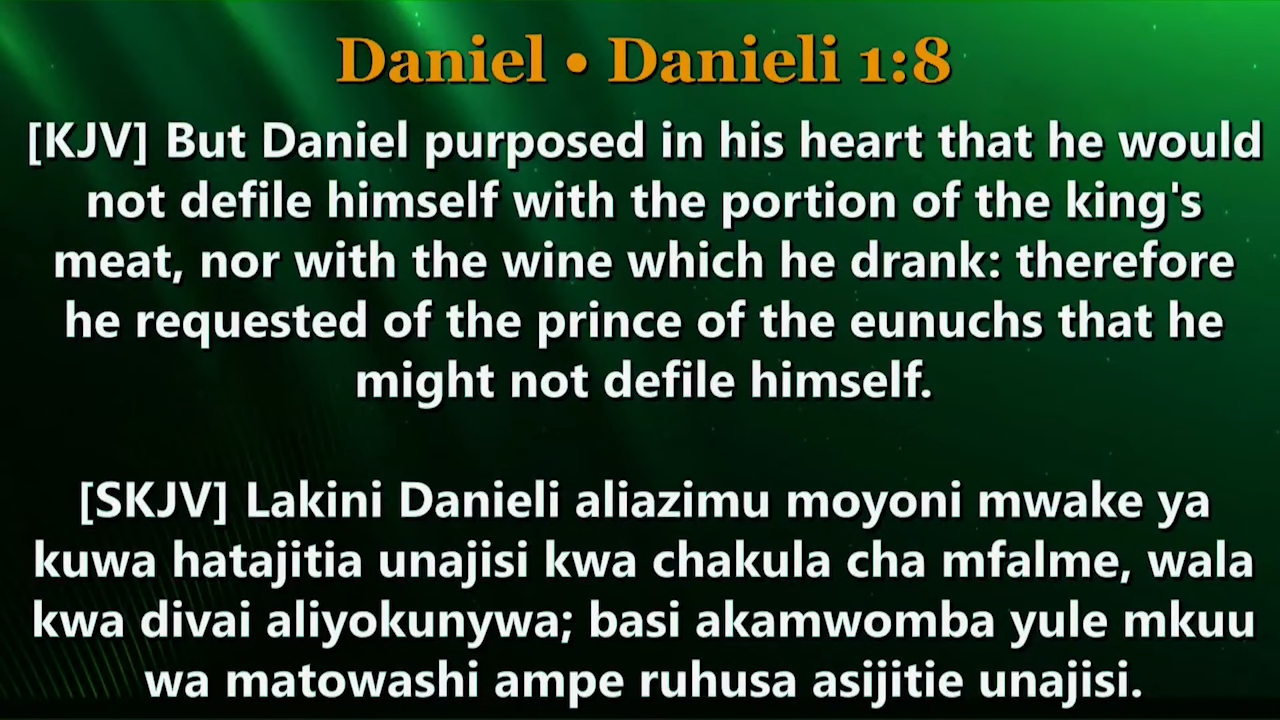 Daniel • Danieli 1:8
[KJV] But Daniel purposed in his heart that he would
not defile himself with the portion of the king's
meat, nor with the wine which he drank: therefore
he requested of the prince of the eunuchs that he
might not defile himself.
[SKJV] Lakini Danieli aliazimu moyoni mwake ya
kuwa hatajitia unajisi kwa chakula cha mfalme, wala
kwa divai aliyokunywa; basi akamwomba yule mkuu
wa matowashi ampe ruhusa asijitie unajisi.